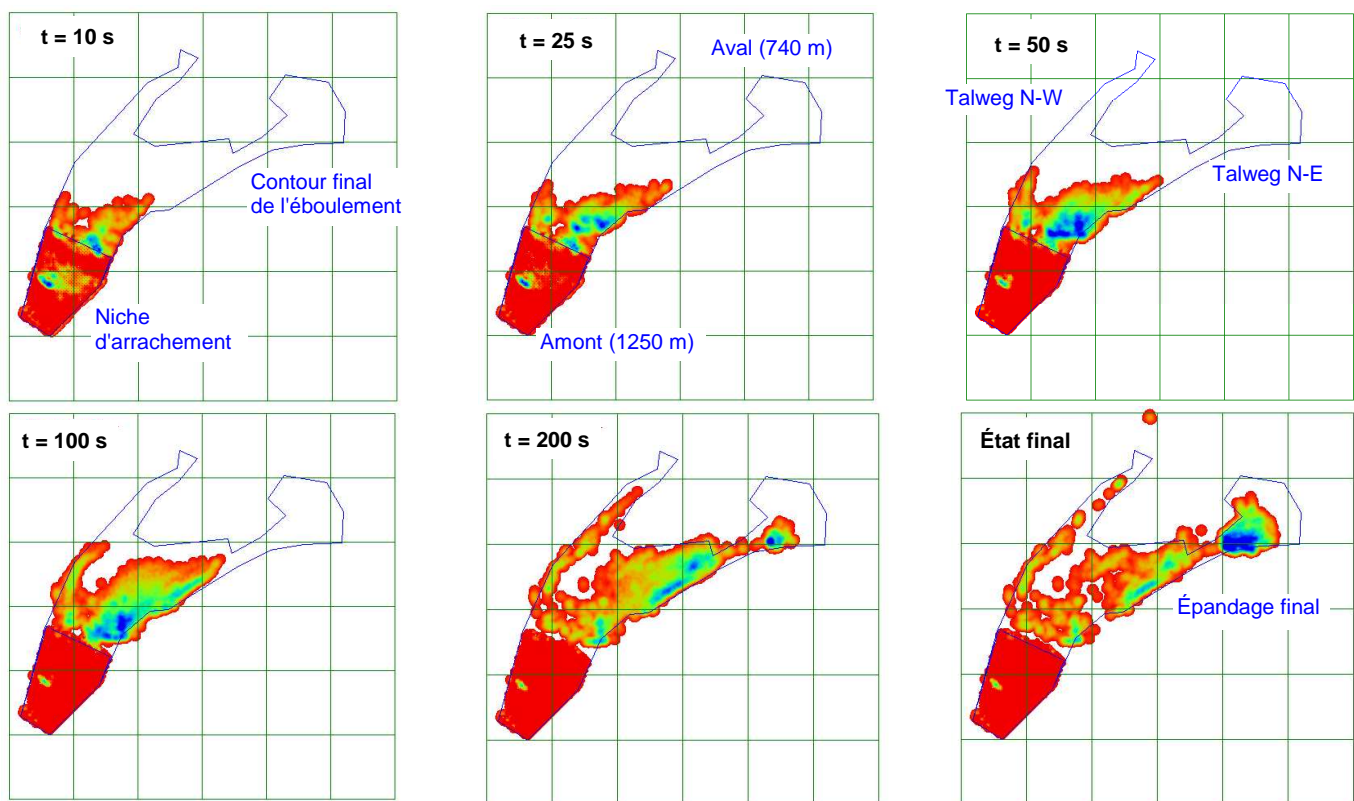 t = 10 s
t = 25 s
Aval (740 m)
t = 50 s
Talweg N-W
Contour final
de l'éboulement
Talweg N-E
Niche
d'arrachement
Amont (1250 m)
t = 100 s
t = 200 s
État final
Épandage final